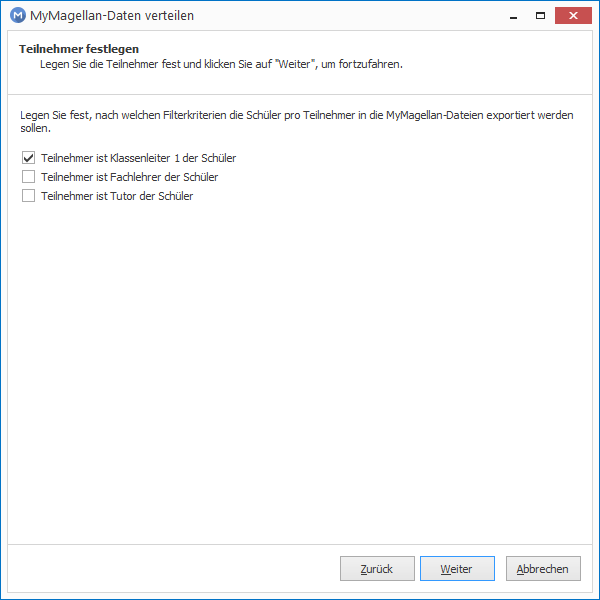 MyMagellan-Daten verteilen
Teilnehmer festlegen
Legen Sie die Teilnehmer fest und klicken Sie auf "Weiter", um fortzufahren.
Legen Sie fest, nach welchen Filterkriterien die Schüler pro Teilnehmer in die MyMagellan-Dateien exportiert werden
sollen.
Teilnehmer ist Klassenleiter 1 der Schüler
Teilnehmer ist Fachlehrer der Schüler
Teilnehmer ist Tutor der Schüler
Zurück
Weiter
Abbrechen